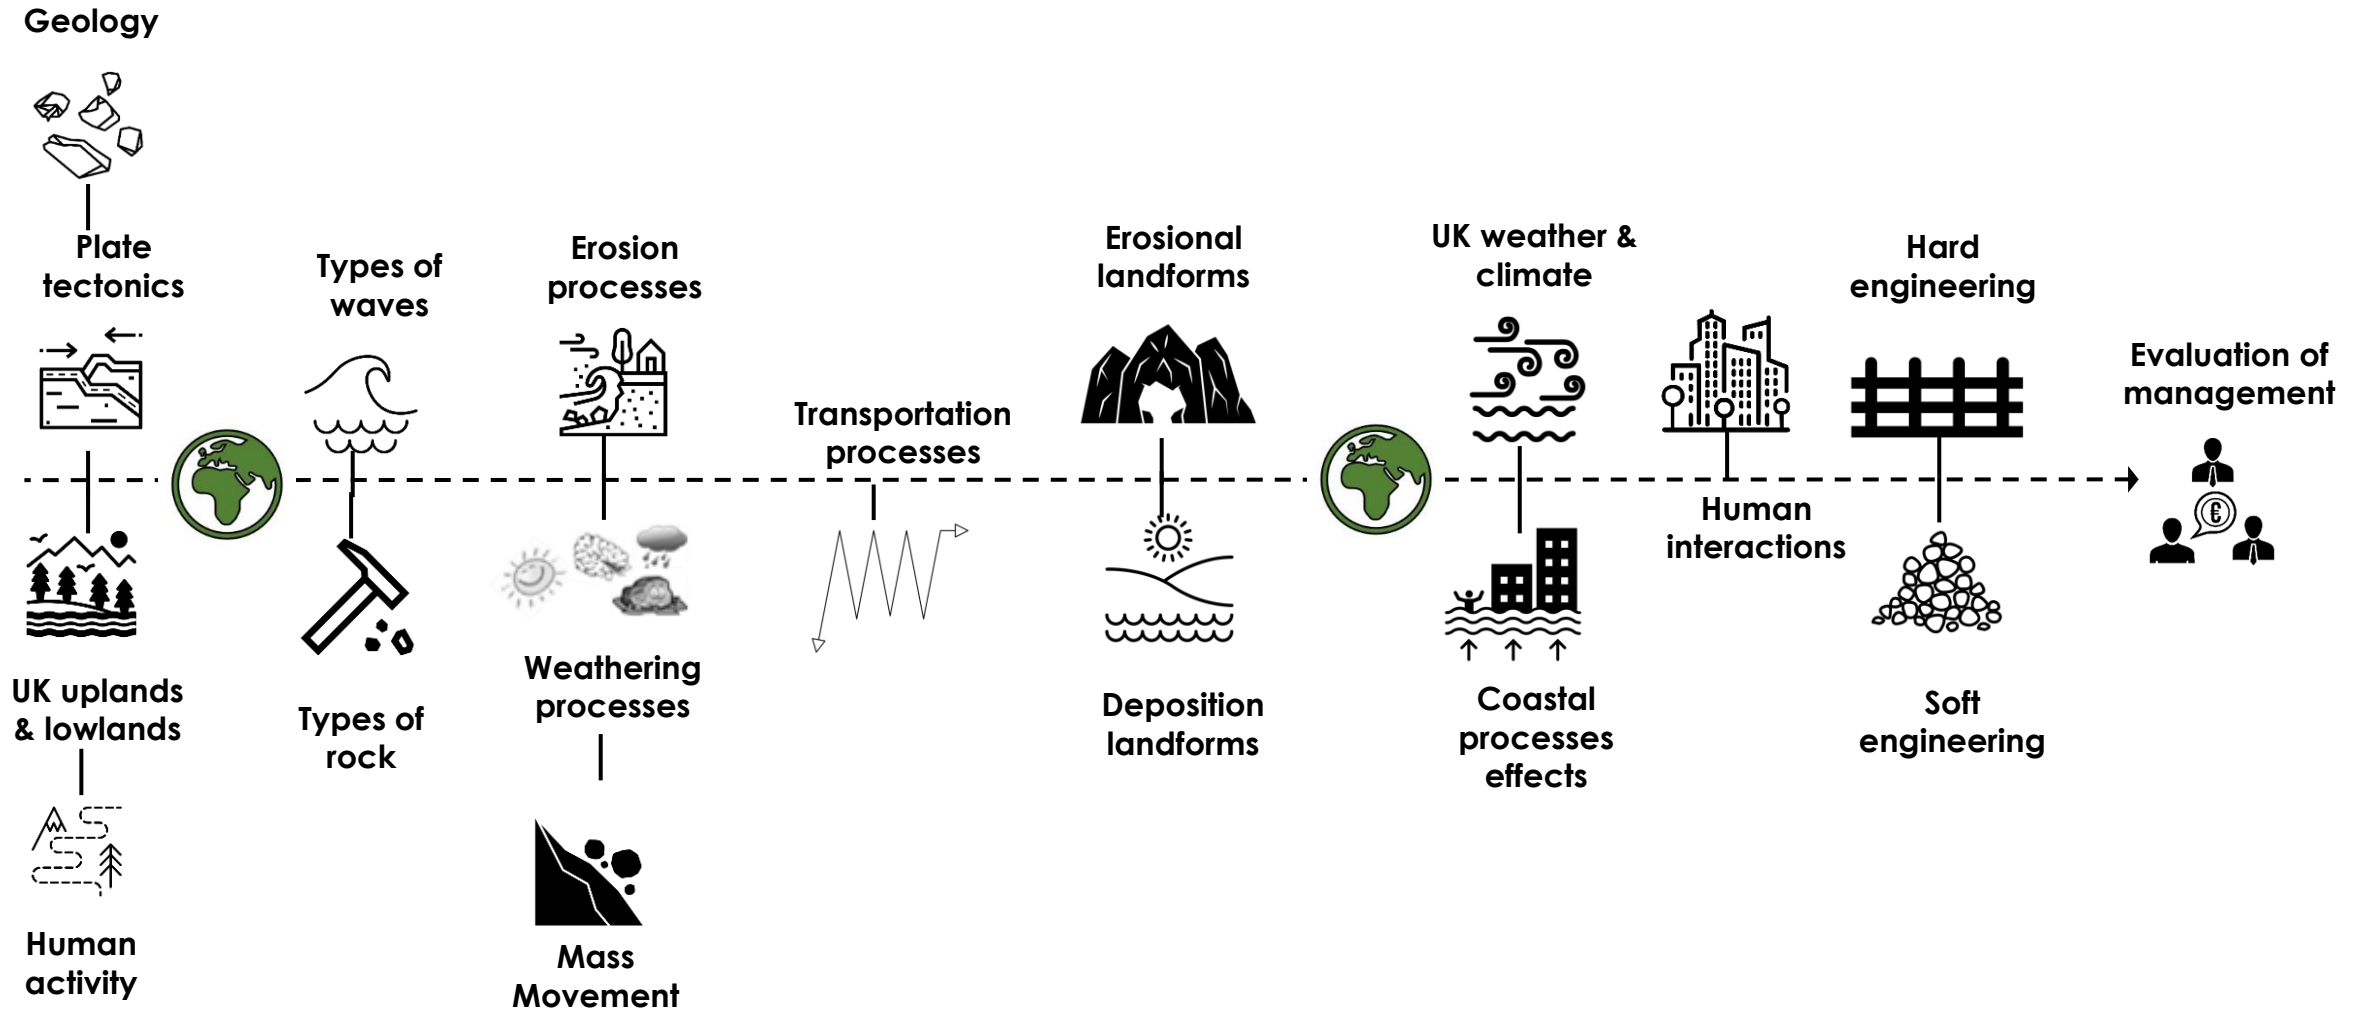 Geology
Plate
tectonics
UK uplands
& lowlands
Human
activity
Types of
waves
Types of
rock
Erosion
processes
Weathering
processes
Mass
Movement
Transportation
processes
Erosional
landforms
Deposition
landforms
UK weather &
climate
Coastal
processes
effects
Human
interactions
Hard
engineering
Soft
engineering
Evaluation of
management
€